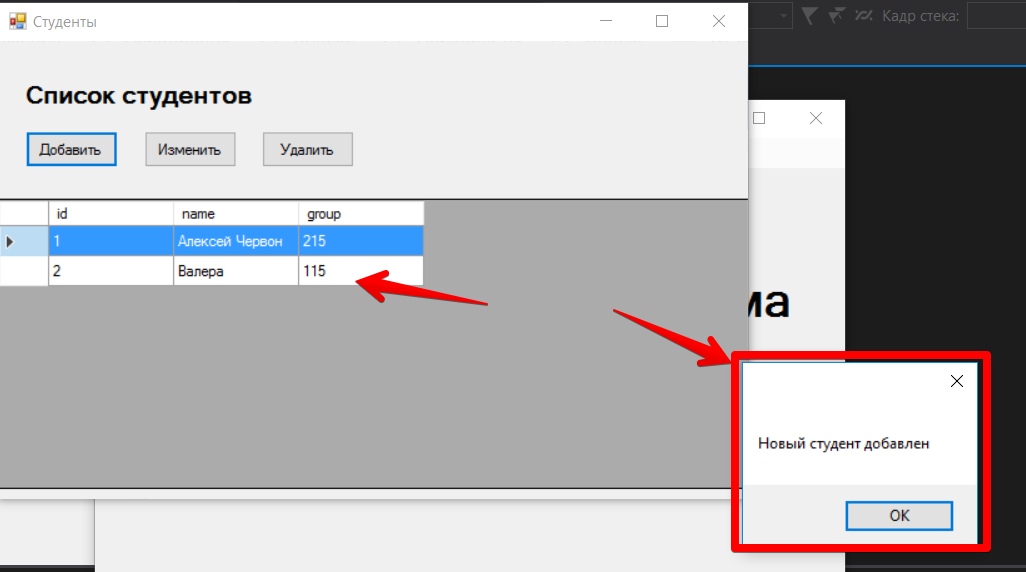 Студенты
Кадр стека:
Список студентов
Добавить Изменить Удалить
id name group
1 Алексей Червон 215
2 Валера 115
ма
Новый студент добавлен
OK